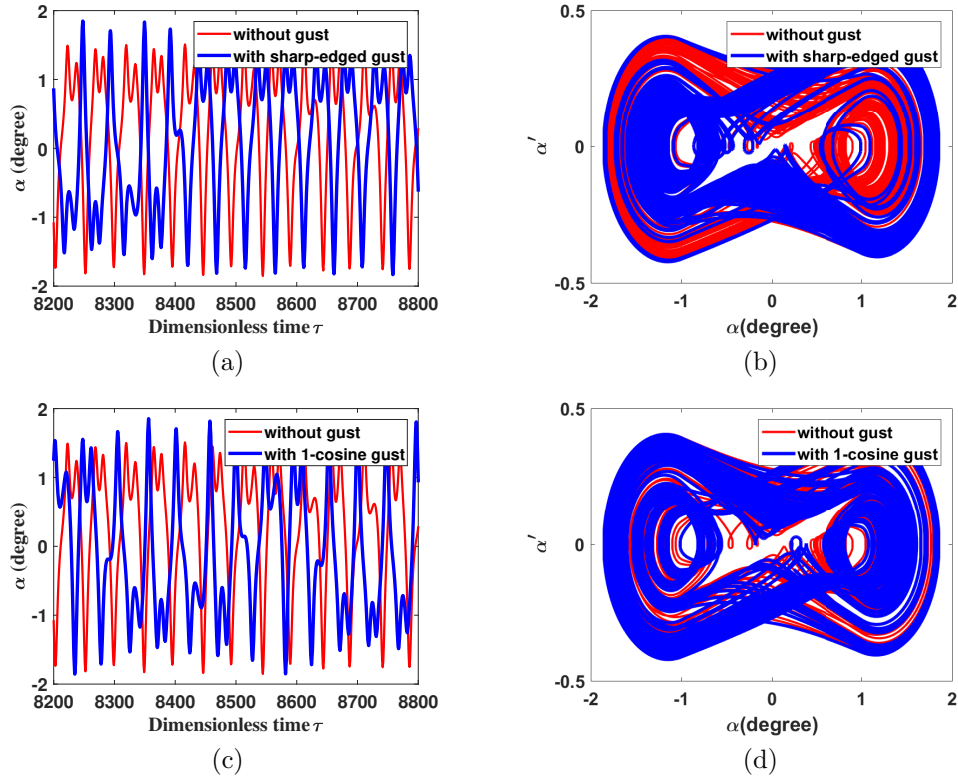 2
1
0
-1
-2
α (degree)
8200 8300 8400 8500 8600 8700 8800
Dimensionless time τ
without gust
with sharp-edged gust
(a)
0.5
0
-0.5
α′
-2 -1 0 1 2
α(degree)
without gust
with sharp-edged gust
(b)
2
1
0
-1
-2
α (degree)
8200 8300 8400 8500 8600 8700 8800
Dimensionless time τ
without gust
with 1-cosine gust
(c)
0.5
0
-0.5
α′
-2 -1 0 1 2
α(degree)
without gust
with 1-cosine gust
(d)